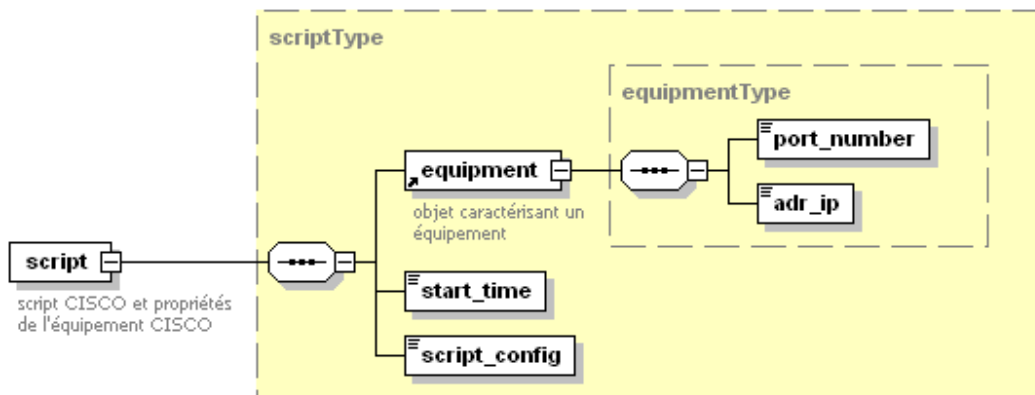 scriptType
equipmentType
port_number
equipment
adr_ip
objet caractérisant un
équipement
script
start_time
script CISCO et propriétés
de l'équipement CISCO
script_config